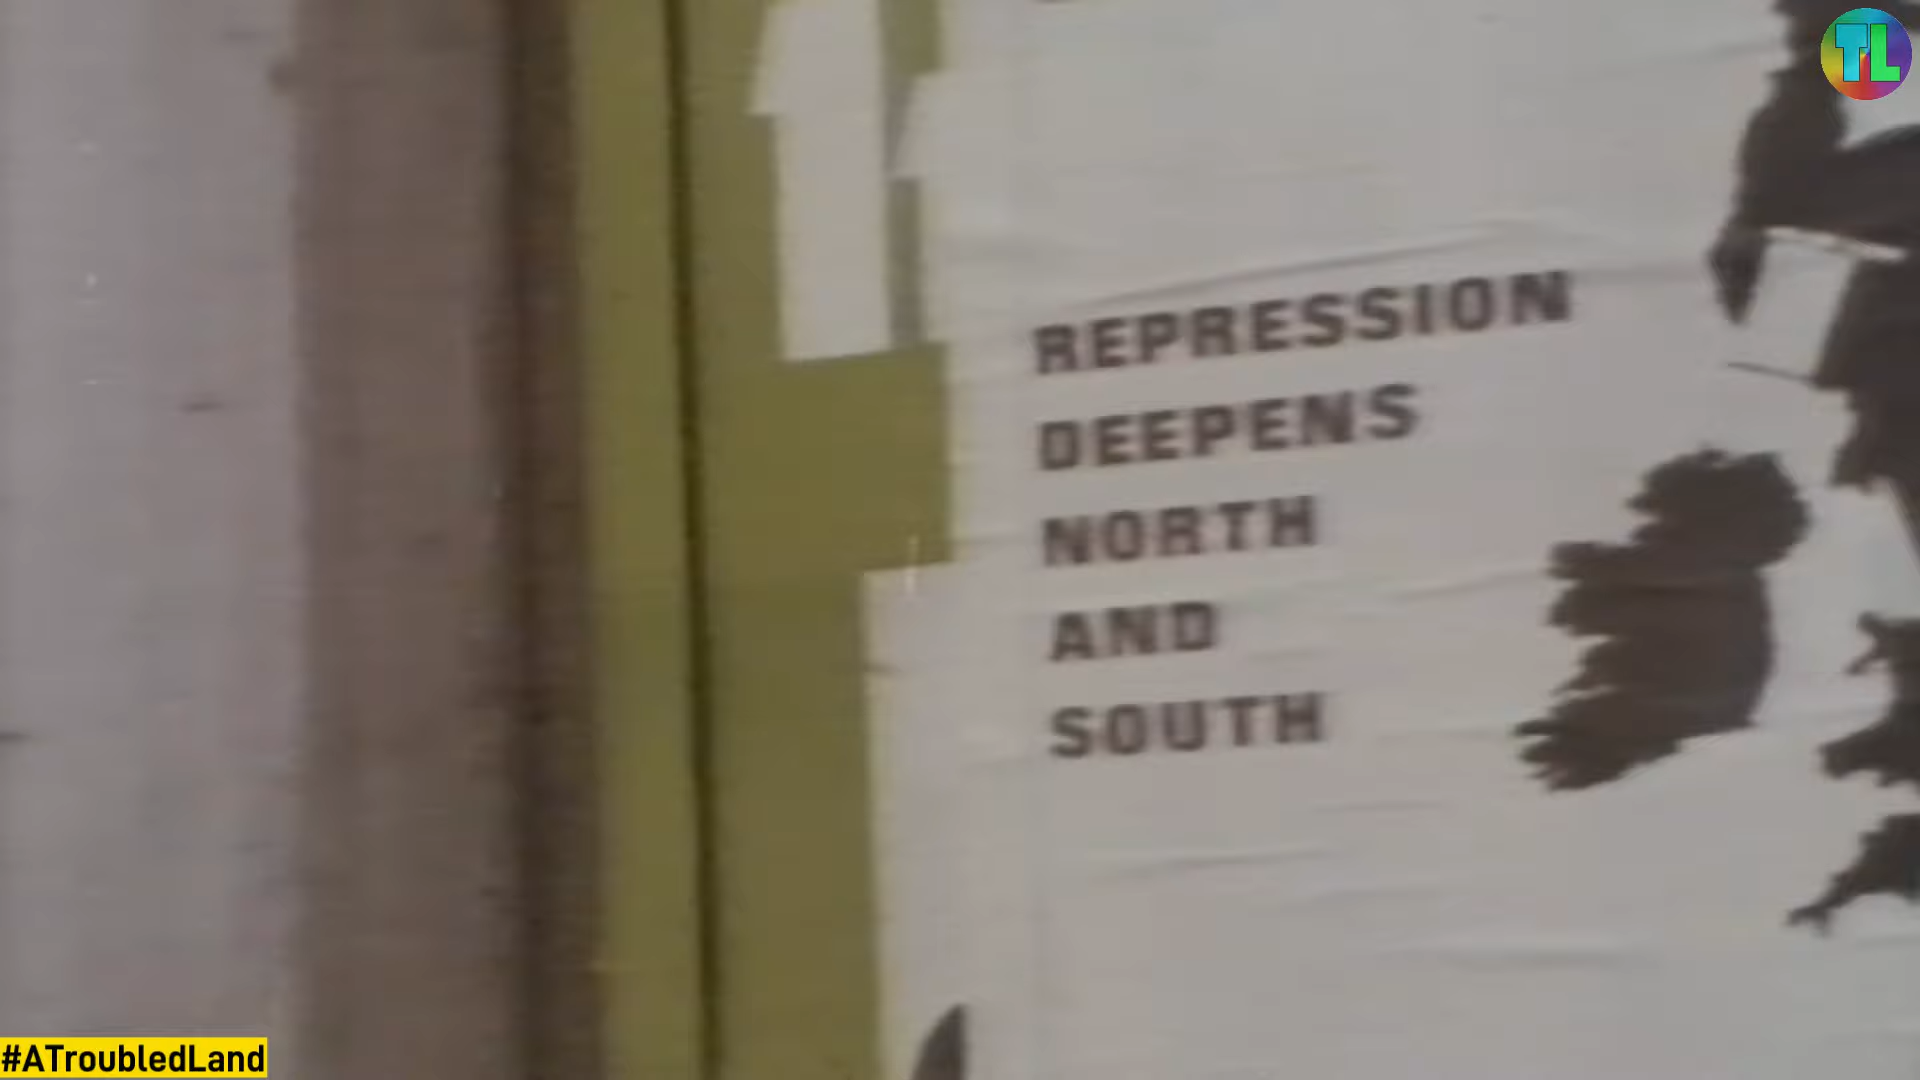 TL
REPRESSION
DEEPENS
NORTH
AND
SOUTH
#ATroubledLand